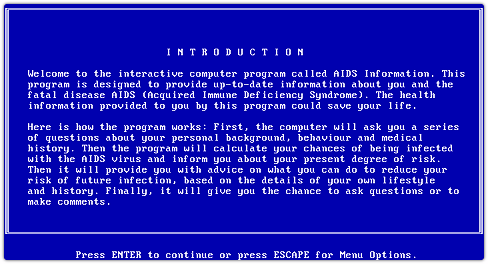 I N T R O D U C T I O N
Welcome to the interactive computer program called AIDS Information. This
program is designed to provide up-to-date information about you and the
fatal disease AIDS (Acquired Immune Deficiency Syndrome). The health
information provided to you by this program could save your life.
Here is how the program works: First, the computer will ask you a series
of questions about your personal background, behaviour and medical
history. Then the program will calculate your chances of being infected
with the AIDS virus and inform you about your present degree of risk.
Then it will provide you with advice on what you can do to reduce your
risk of future infection, based on the details of your own lifestyle
and history. Finally, it will give you the chance to ask questions or to
make comments.
Press ENTER to continue or press ESCAPE for Menu Options.